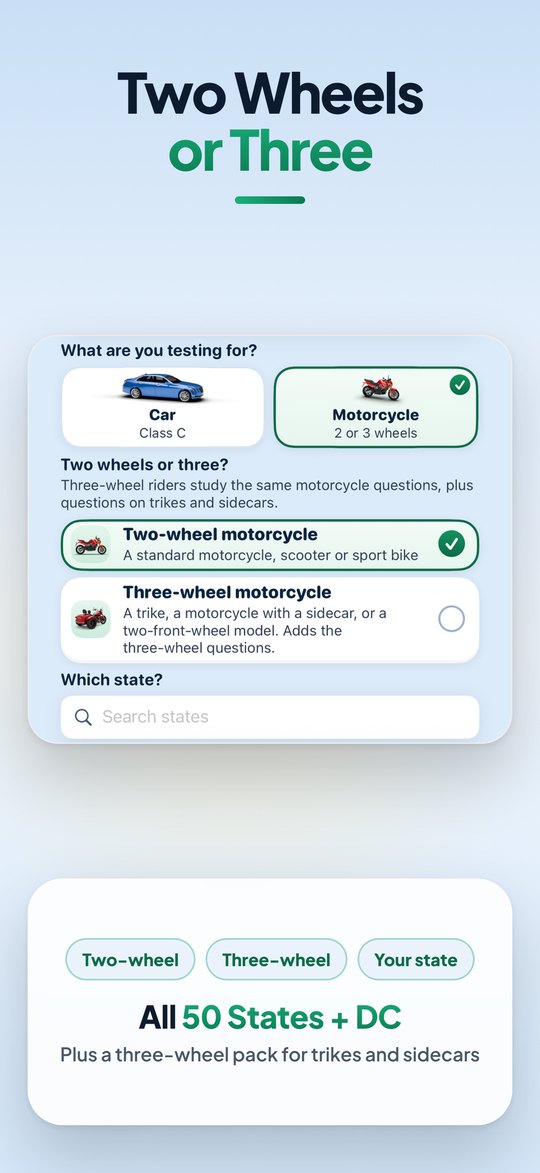 Two Wheels
or Three
What are you testing for?
Car
Class C
Motorcycle
2 or 3 wheels
Two wheels or three?
Three-wheel riders study the same motorcycle questions, plus
questions on trikes and sidecars.
Two-wheel motorcycle
A standard motorcycle, scooter or sport bike
Three-wheel motorcycle
A trike, a motorcycle with a sidecar, or a
two-front-wheel model. Adds the
three-wheel questions.
Which state?
Search states
Two-wheel
Three-wheel
Your state
All 50 States + DC
Plus a three-wheel pack for trikes and sidecars